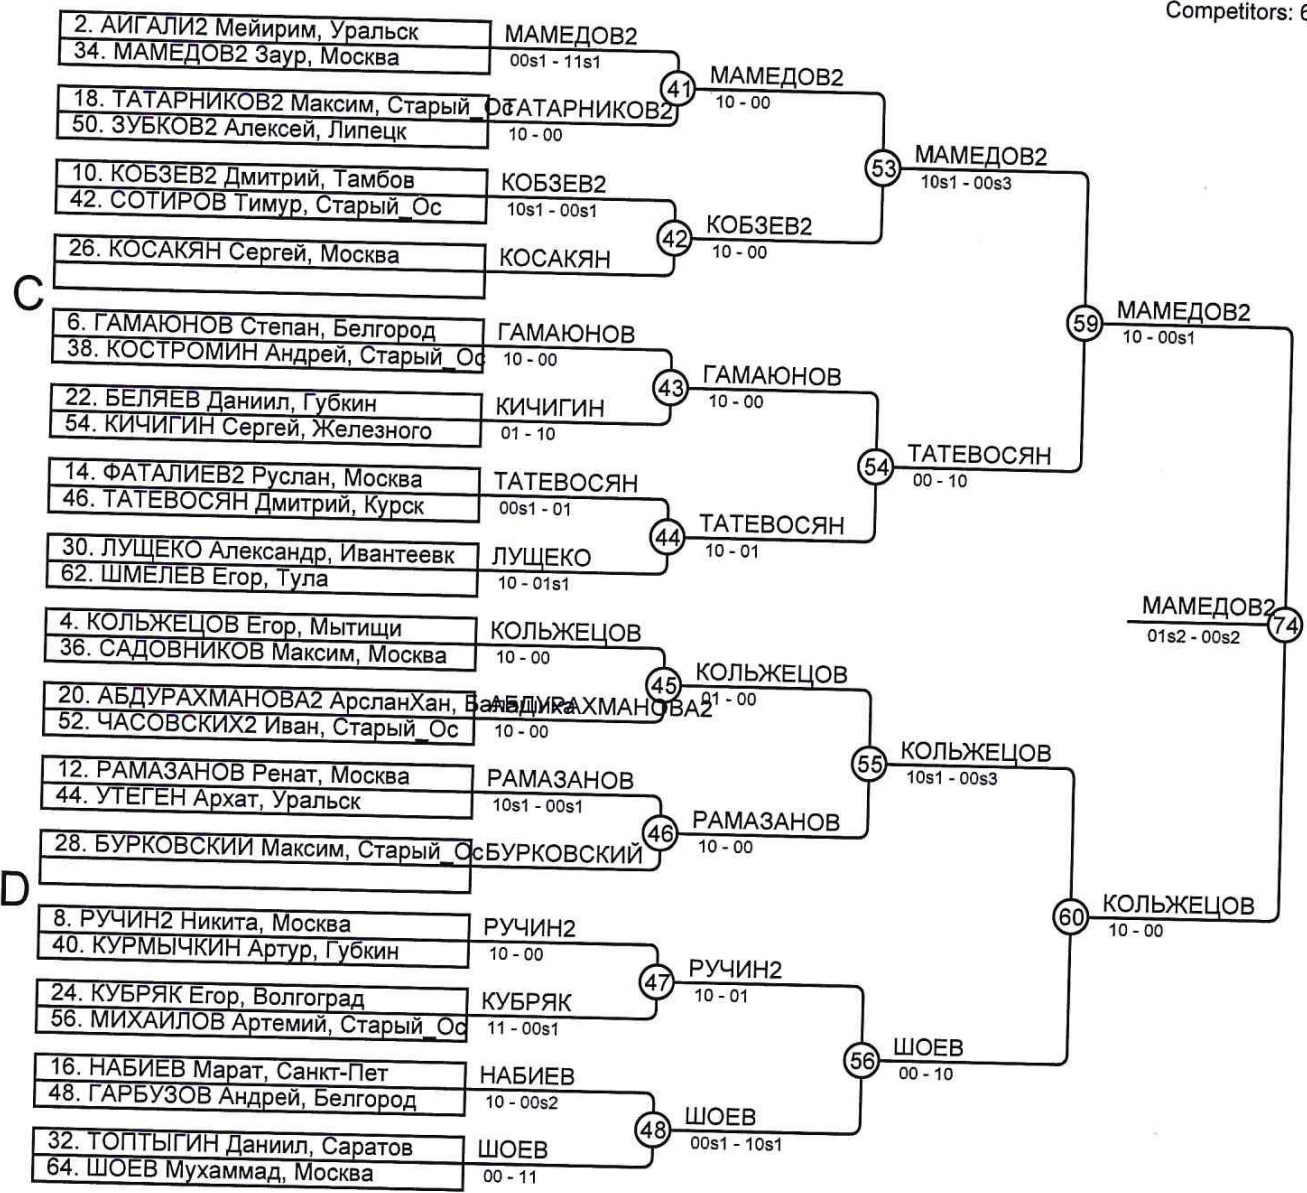 Competitors: 6
2. АЙГАЛИ2 Мейирим, Уральск
34. МАМЕДОВ2 Заур, Москва
МАМЕДОВ2
00s1 - 11s1
41
МАМЕДОВ2
10 - 00
18. ТАТАРНИКОВ2 Максим, Старый_Ос
50. ЗУБКОВ2 Алексей, Липецк
ТАТАРНИКОВ2
10 - 00
53
МАМЕДОВ2
10s1 - 00s3
10. КОБЗЕВ2 Дмитрий, Тамбов
42. СОТИРОВ Тимур, Старый_Ос
КОБЗЕВ2
10s1 - 00s1
42
КОБЗЕВ2
10 - 00
26. КОСАКЯН Сергей, Москва
КОСАКЯН
C
59
МАМЕДОВ2
10 - 00s1
6. ГАМАЮНОВ Степан, Белгород
38. КОСТРОМИН Андрей, Старый_Ос
ГАМАЮНОВ
10 - 00
43
ГАМАЮНОВ
10 - 00
22. БЕЛЯЕВ Даниил, Губкин
54. КИЧИГИН Сергей, Железного
КИЧИГИН
01 - 10
54
ТАТЕВОСЯН
00 - 10
14. ФАТАЛИЕВ2 Руслан, Москва
46. ТАТЕВОСЯН Дмитрий, Курск
ТАТЕВОСЯН
00s1 - 01
44
ТАТЕВОСЯН
10 - 01
30. ЛУЩЕКО Александр, Ивантеевк
62. ШМЕЛЕВ Егор, Тула
ЛУЩЕКО
10 - 01s1
МАМЕДОВ2
01s2 - 00s2
74
4. КОЛЬЖЕЦОВ Егор, Мытищи
36. САДОВНИКОВ Максим, Москва
КОЛЬЖЕЦОВ
10 - 00
45
КОЛЬЖЕЦОВ
01 - 00
20. АБДУРАХМАНОВА2 АрсланХан, Балашиха
52. ЧАСОВСКИХ2 Иван, Старый_Ос
АБДУРАХМАНОВА2
10 - 00
55
КОЛЬЖЕЦОВ
10s1 - 00s3
12. РАМАЗАНОВ Ренат, Москва
44. УТЕГЕН Архат, Уральск
РАМАЗАНОВ
10s1 - 00s1
46
РАМАЗАНОВ
10 - 00
28. БУРКОВСКИЙ Максим, Старый_Ос
БУРКОВСКИЙ
D
60
КОЛЬЖЕЦОВ
10 - 00
8. РУЧИН2 Никита, Москва
40. КУРМЫЧКИН Артур, Губкин
РУЧИН2
10 - 00
47
РУЧИН2
10 - 01
24. КУБРЯК Егор, Волгоград
56. МИХАЙЛОВ Артемий, Старый_Ос
КУБРЯК
11 - 00s1
56
ШОЕВ
00 - 10
16. НАБИЕВ Марат, Санкт-Пет
48. ГАРБУЗОВ Андрей, Белгород
НАБИЕВ
10 - 00s2
48
ШОЕВ
00s1 - 10s1
32. ТОПТЫГИН Даниил, Саратов
64. ШОЕВ Мухаммад, Москва
ШОЕВ
00 - 11